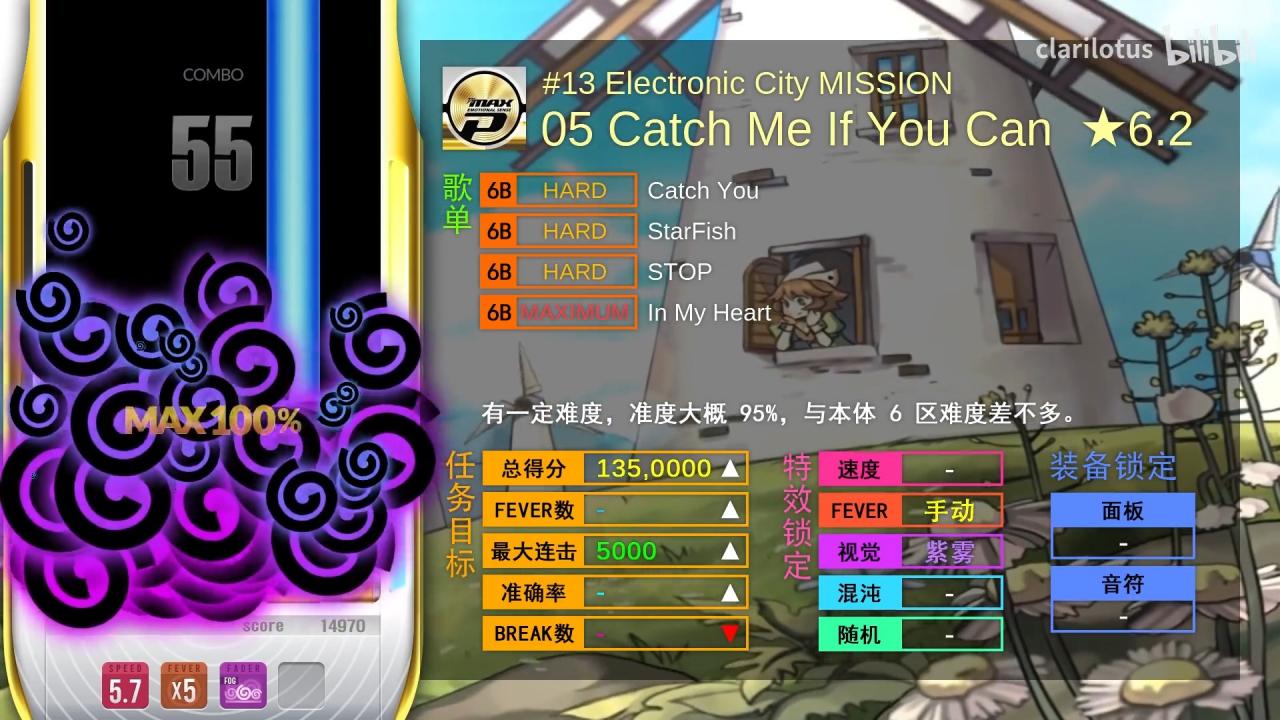 clarilotus bilibili
COMBO
55
MAX 100%
score 14970
SPEED
5.7
FEVER
X5
FADER
FOG
MAX
EMOTIONAL SENSE
P
#13 Electronic City MISSION
05 Catch Me If You Can ★6.2
歌单
6B HARD Catch You
6B HARD StarFish
6B HARD STOP
6B MAXIMUM In My Heart
有一定难度，准度大概 95%，与本体 6 区难度差不多。
任务目标
总得分 135,0000 ▲
FEVER数 - ▲
最大连击 5000 ▲
准确率 - ▲
BREAK数 - ▼
特效锁定
速度 -
FEVER 手动
视觉 紫雾
混沌 -
随机 -
装备锁定
面板
-
音符
-